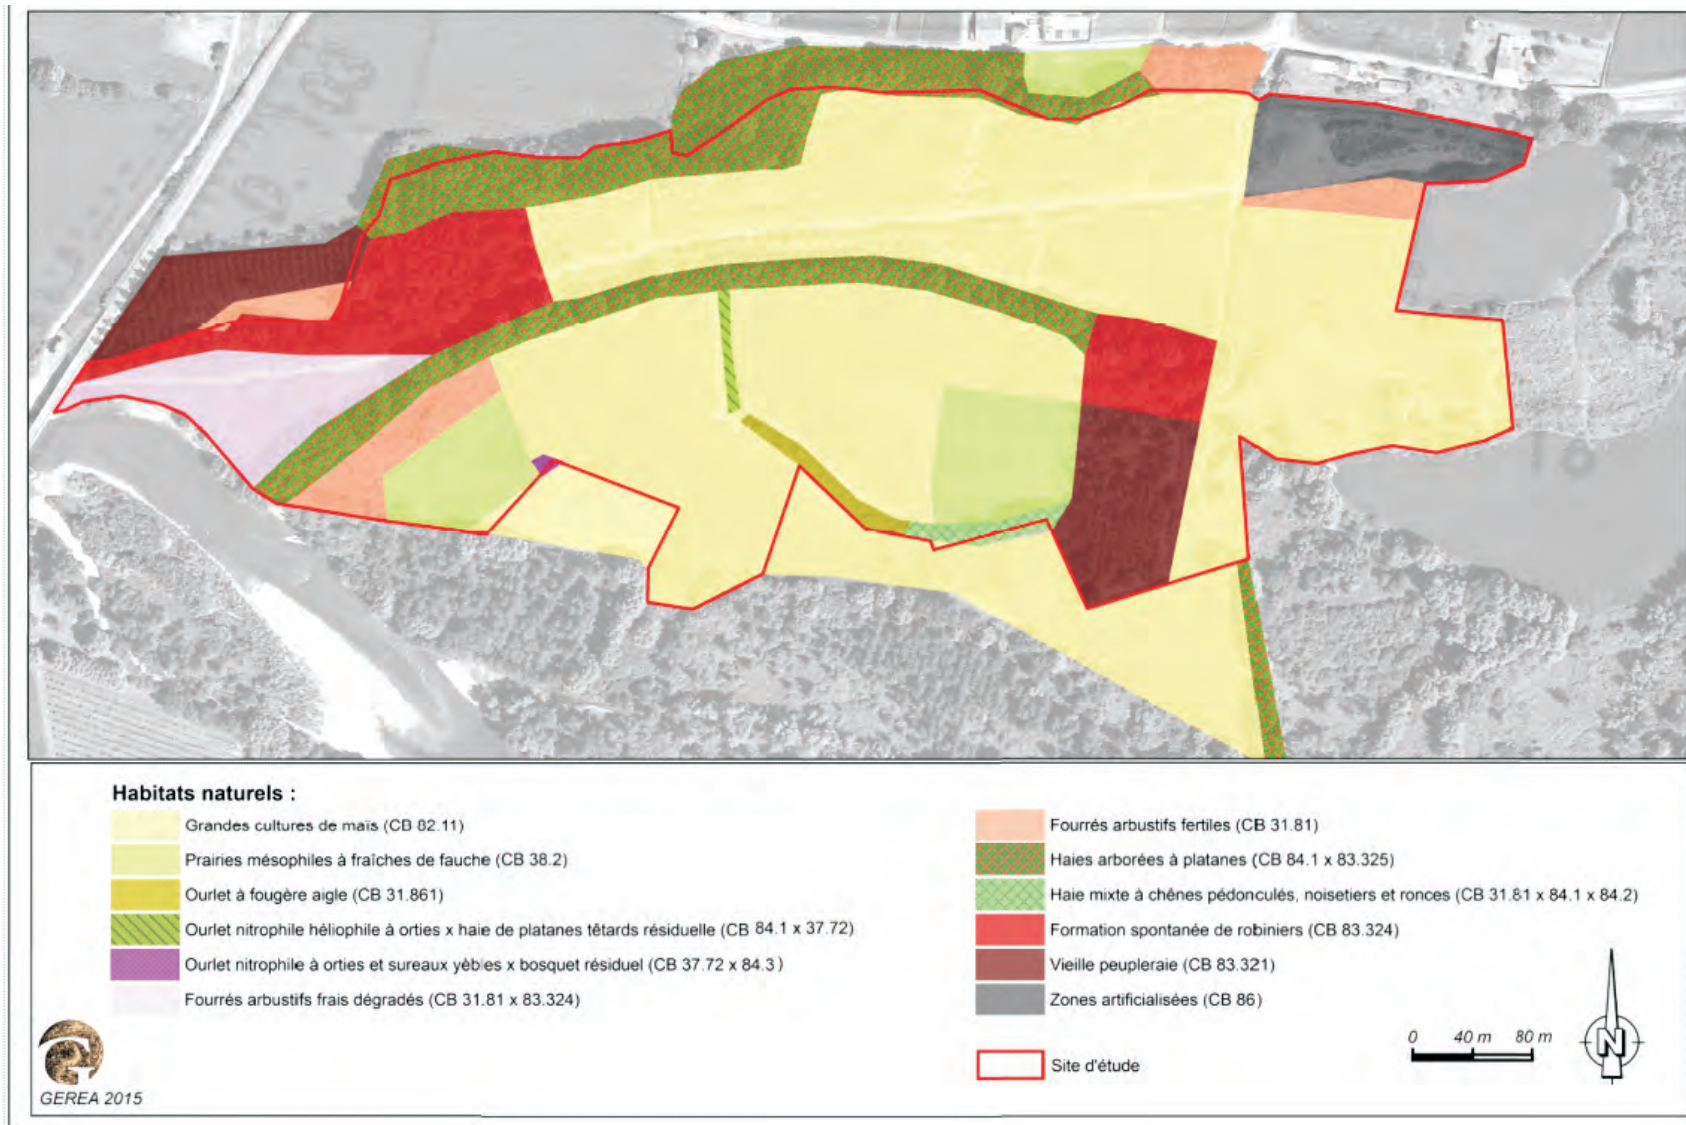 Habitats naturels :
Grandes cultures de maïs (CB 82.11)
Prairies mésophiles à fraîches de fauche (CB 38.2)
Ourlet à fougère aigle (CB 31.861)
Ourlet nitrophile héliophile à orties x haie de platanes têtards résiduelle (CB 84.1 x 37.72)
Ourlet nitrophile à orties et sureaux yèbles x bosquet résiduel (CB 37.72 x 84.3 )
Fourrés arbustifs frais dégradés (CB 31.81 x 83.324)
Fourrés arbustifs fertiles (CB 31.81)
Haies arborées à platanes (CB 84.1 x 83.325)
Haie mixte à chênes pédonculés, noisetiers et ronces (CB 31.81 x 84.1 x 84.2)
Formation spontanée de robiniers (CB 83.324)
Vieille peupleraie (CB 83.321)
Zones artificialisées (CB 86)
Site d'étude
0 40 m 80 m
N
GEREA 2015